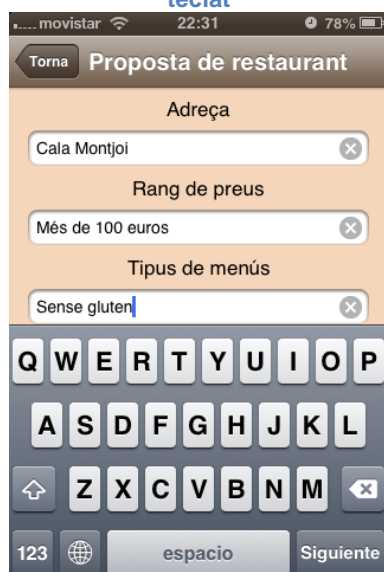 teclat
movistar 22:31 78%
Torna Proposta de restaurant
Adreça
Cala Montjoi
Rang de preus
Més de 100 euros
Tipus de menús
Sense gluten
Q W E R T Y U I O P
A S D F G H J K L
Z X C V B N M
123 espacio Siguiente